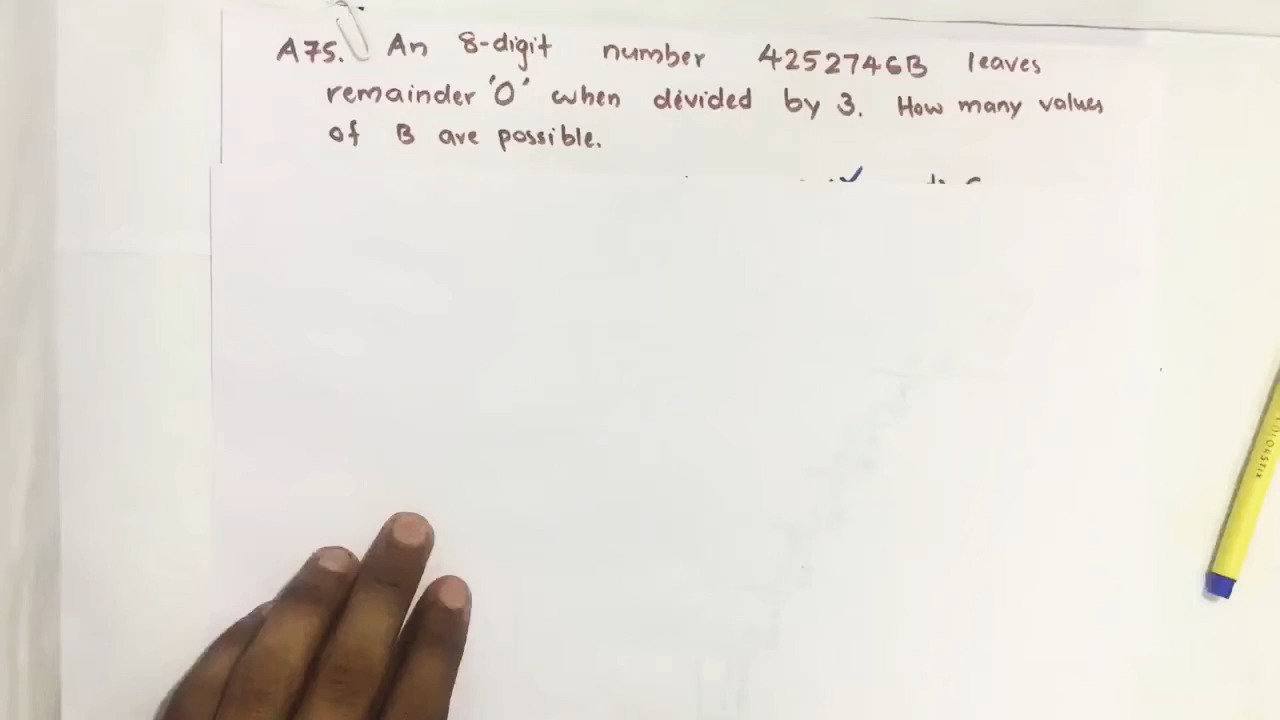 A75. An 8-digit number 4252746B leaves
remainder '0' when divided by 3. How many values
of B are possible.